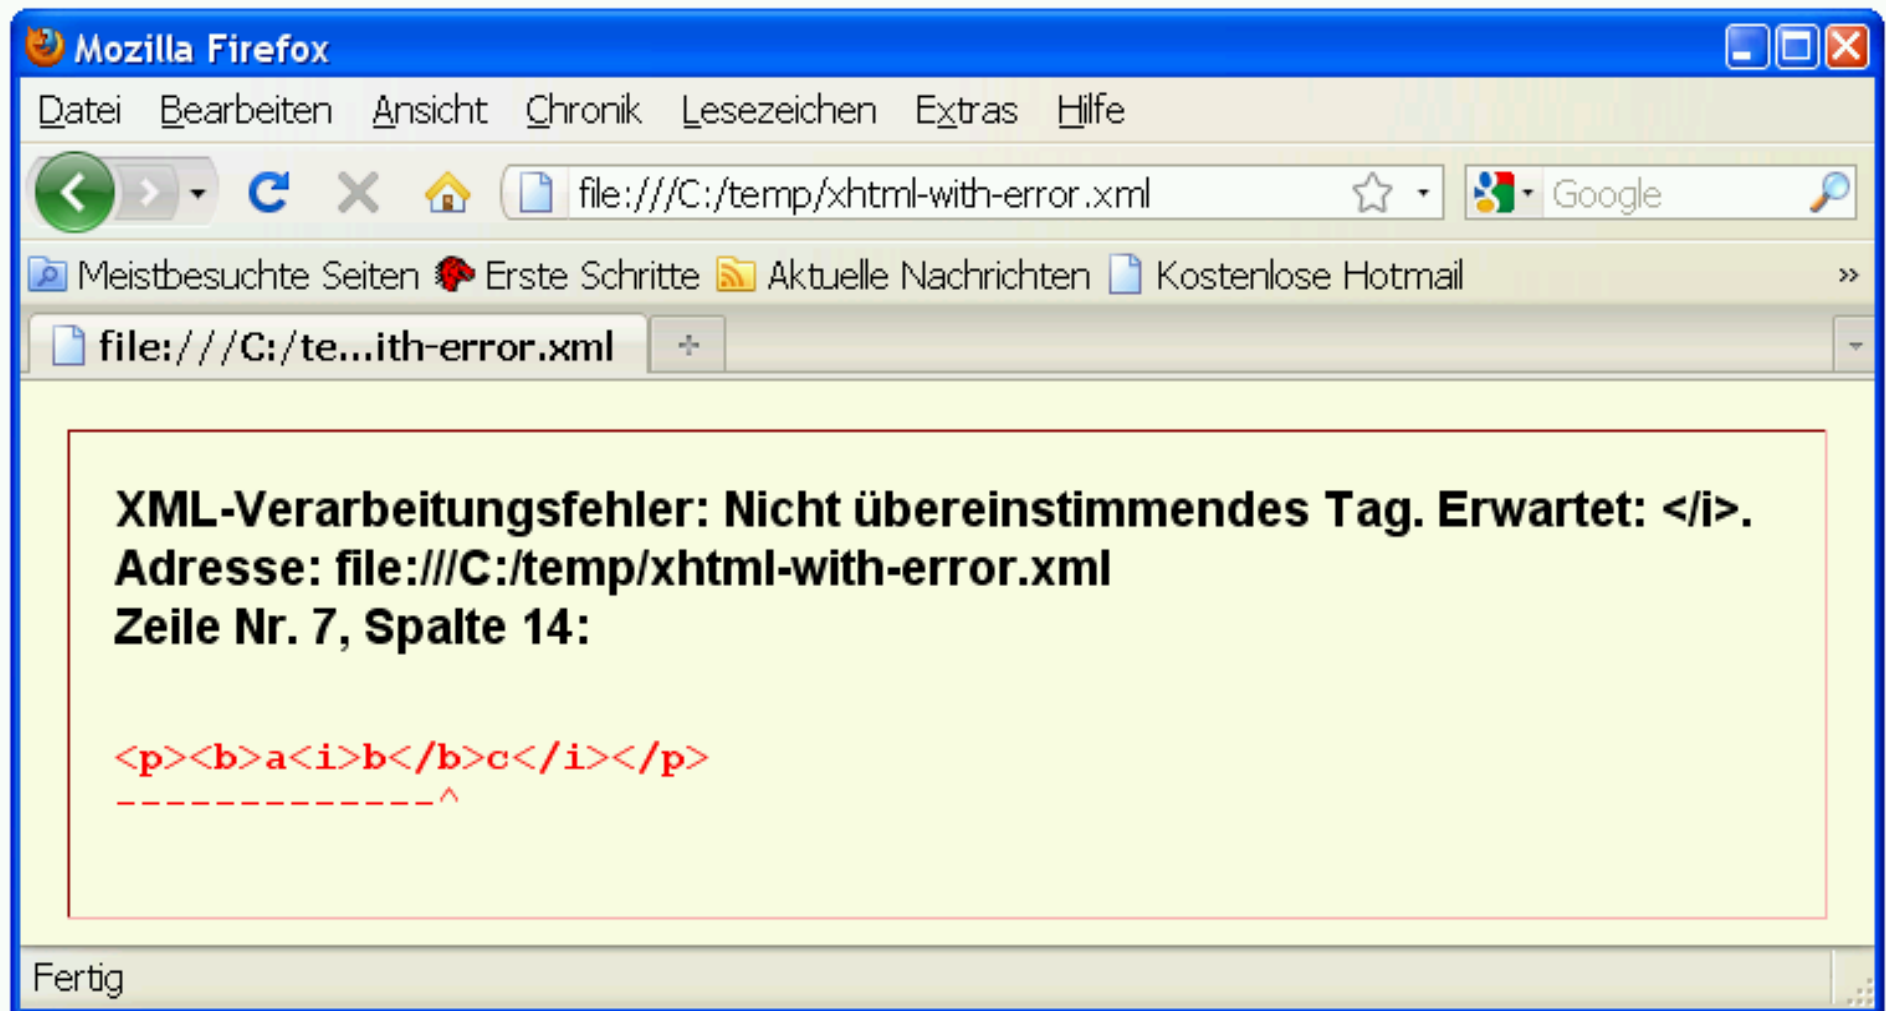 Mozilla Firefox
Datei Bearbeiten Ansicht Chronik Lesezeichen Extras Hilfe
file:///C:/temp/xhtml-with-error.xml Google
Meistbesuchte Seiten Erste Schritte Aktuelle Nachrichten Kostenlose Hotmail »
file:///C:/te...ith-error.xml
XML-Verarbeitungsfehler: Nicht übereinstimmendes Tag. Erwartet: </i>.
Adresse: file:///C:/temp/xhtml-with-error.xml
Zeile Nr. 7, Spalte 14:
<p><b>a<i>b</b>c</i></p>
-------------^
Fertig